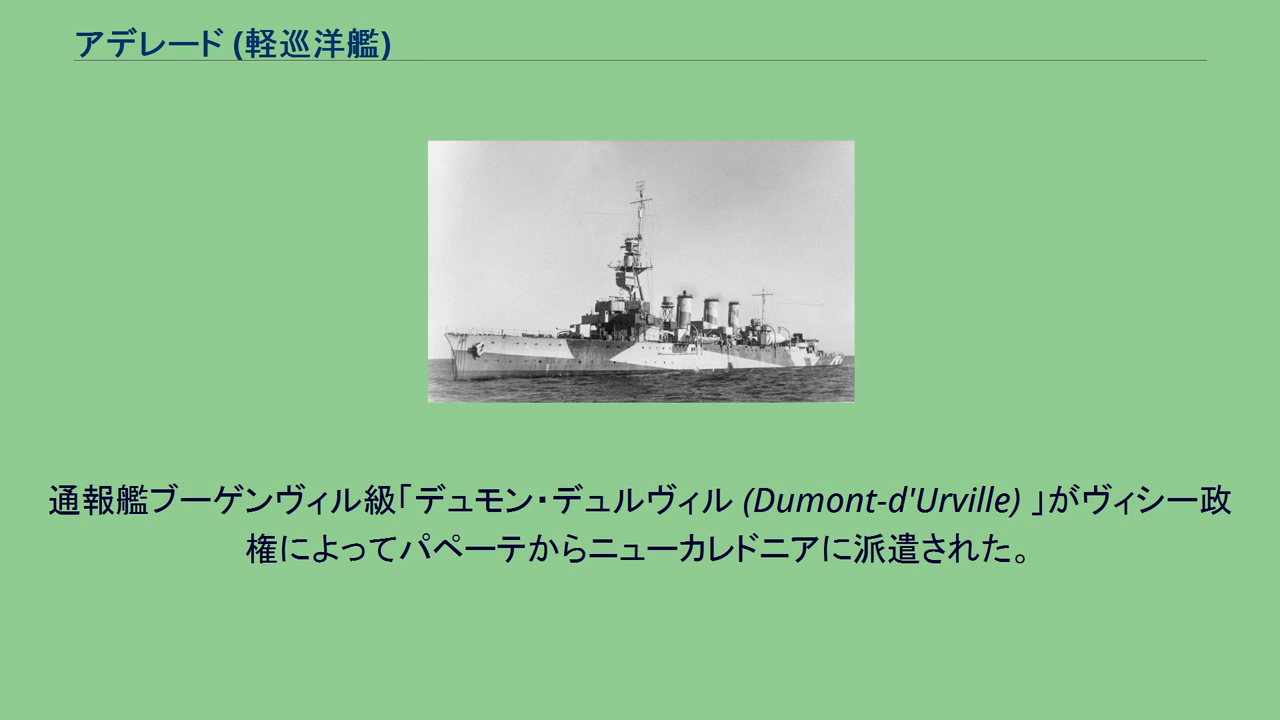 アデレード (軽巡洋艦)
通報艦ブーゲンヴィル級「デュモン・デュルヴィル (Dumont-d'Urville) 」がヴィシー政
権によってパペーテからニューカレドニアに派遣された。